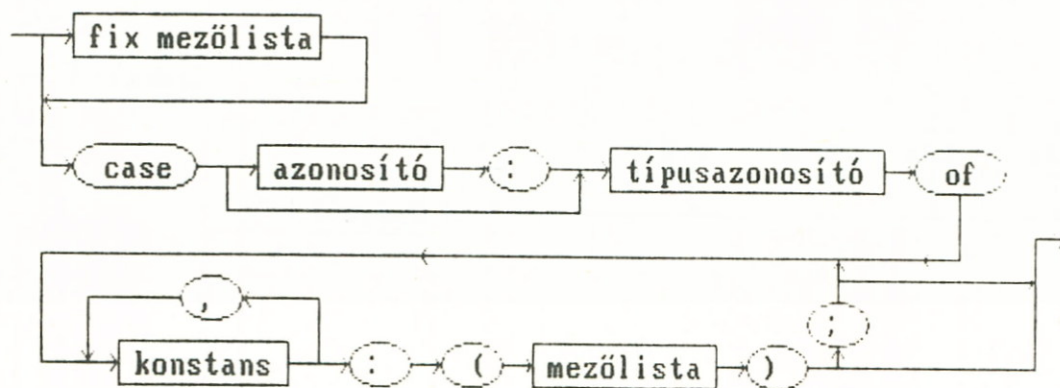 fix mezőlista
case azonosító : típusazonosító of
,
;
konstans : ( mezőlista )